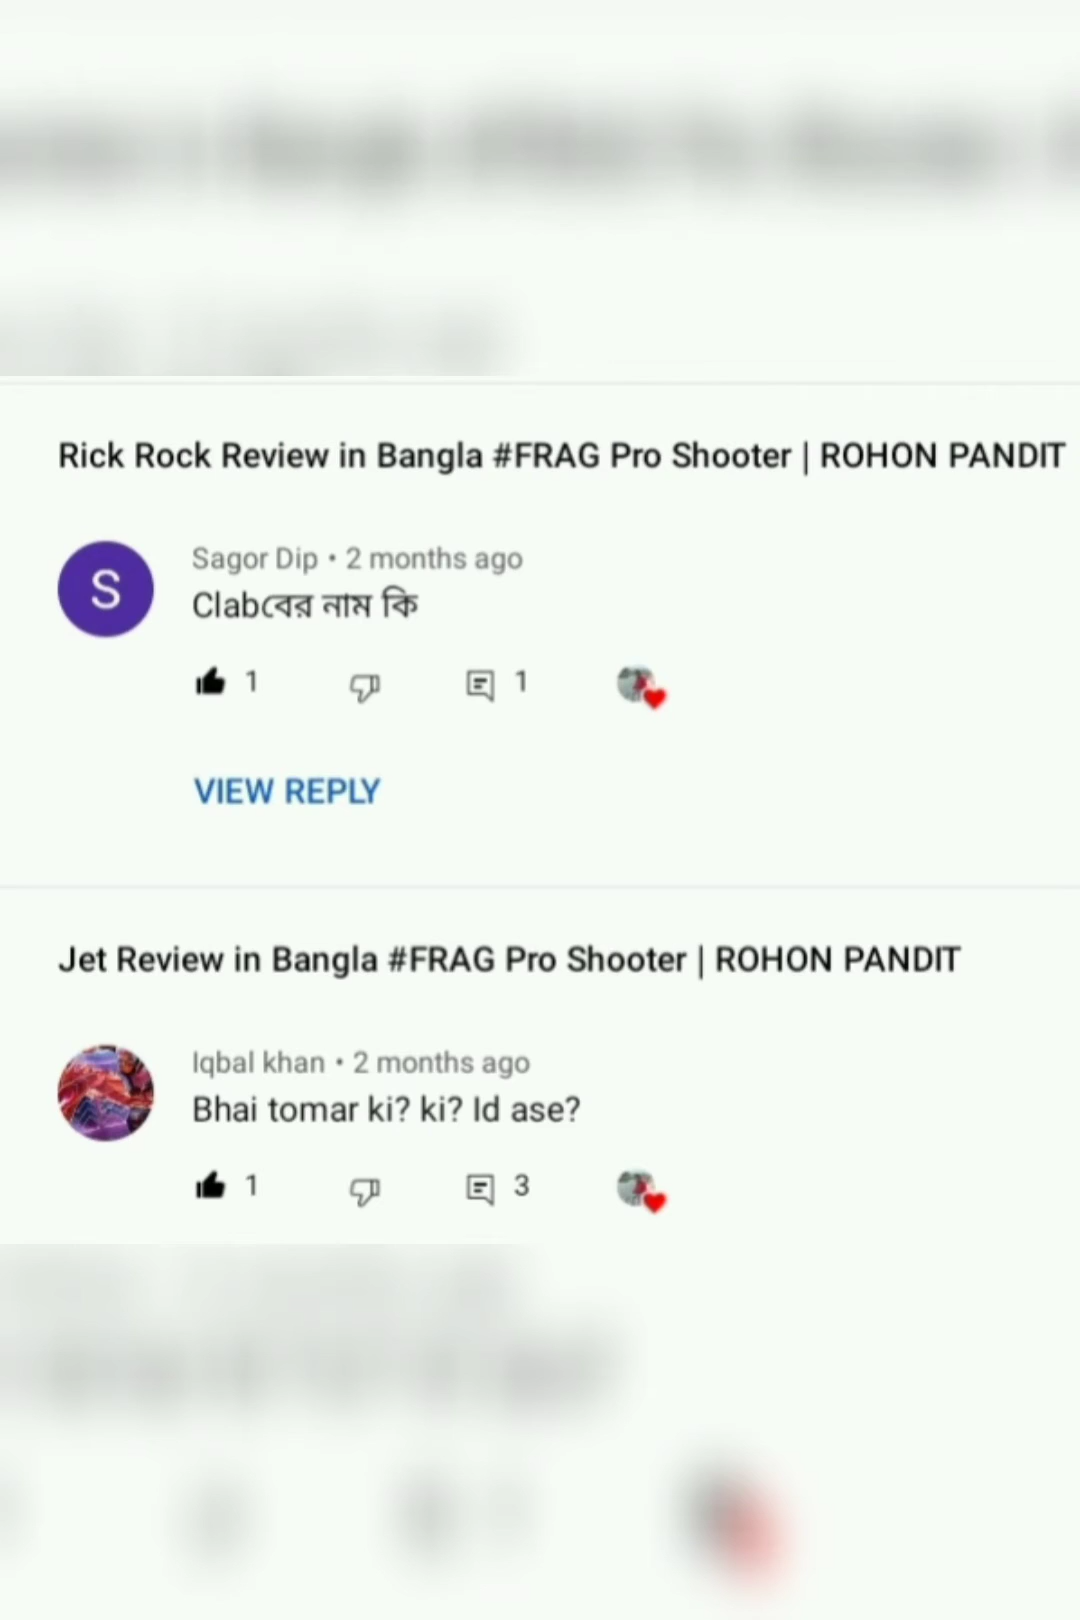 Rick Rock Review in Bangla #FRAG Pro Shooter | ROHON PANDIT
S
Sagor Dip • 2 months ago
Clabবের নাম কি
1
1
VIEW REPLY
Jet Review in Bangla #FRAG Pro Shooter | ROHON PANDIT
Iqbal khan • 2 months ago
Bhai tomar ki? ki? Id ase?
1
3